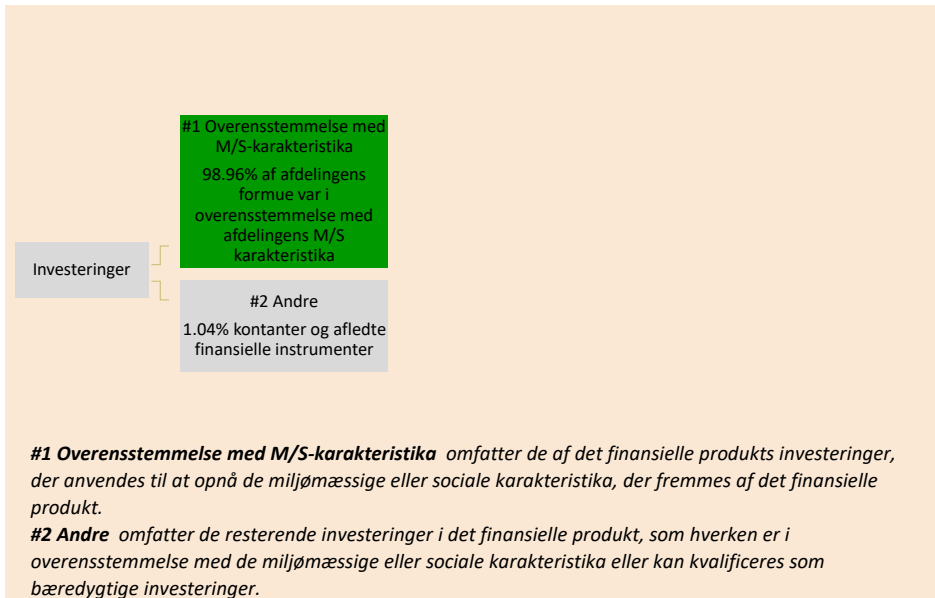 #1 Overensstemmelse med
M/S-karakteristika
98.96% af afdelingens
formue var i
overensstemmelse med
afdelingens M/S
karakteristika
Investeringer
#2 Andre
1.04% kontanter og afledte
finansielle instrumenter
#1 Overensstemmelse med M/S-karakteristika omfatter de af det finansielle produkts investeringer,
der anvendes til at opnå de miljømæssige eller sociale karakteristika, der fremmes af det finansielle
produkt.
#2 Andre omfatter de resterende investeringer i det finansielle produkt, som hverken er i
overensstemmelse med de miljømæssige eller sociale karakteristika eller kan kvalificeres som
bæredygtige investeringer.